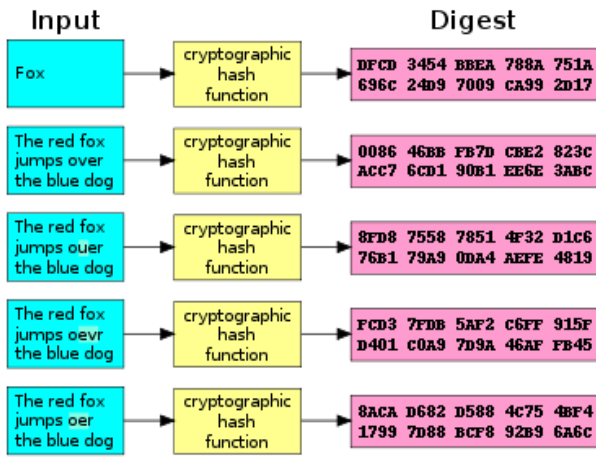 Input
Digest
Fox
cryptographic
hash
function
DFCD 3454 BBEA 788A 751A
696C 24D9 7009 CA99 2D17
The red fox
jumps over
the blue dog
cryptographic
hash
function
0086 46BB FB7D CBE2 823C
ACC7 6CD1 90B1 EE6E 3ABC
The red fox
jumps ouer
the blue dog
cryptographic
hash
function
8FD8 7558 7851 4F32 D1C6
76B1 79A9 0DA4 AEFE 4819
The red fox
jumps oevr
the blue dog
cryptographic
hash
function
FCD3 7FDB 5AF2 C6FF 915F
D401 C0A9 7D9A 46AF FB45
The red fox
jumps oer
the blue dog
cryptographic
hash
function
8ACA D682 D588 4C75 4BF4
1799 7D88 BCF8 92B9 6A6C